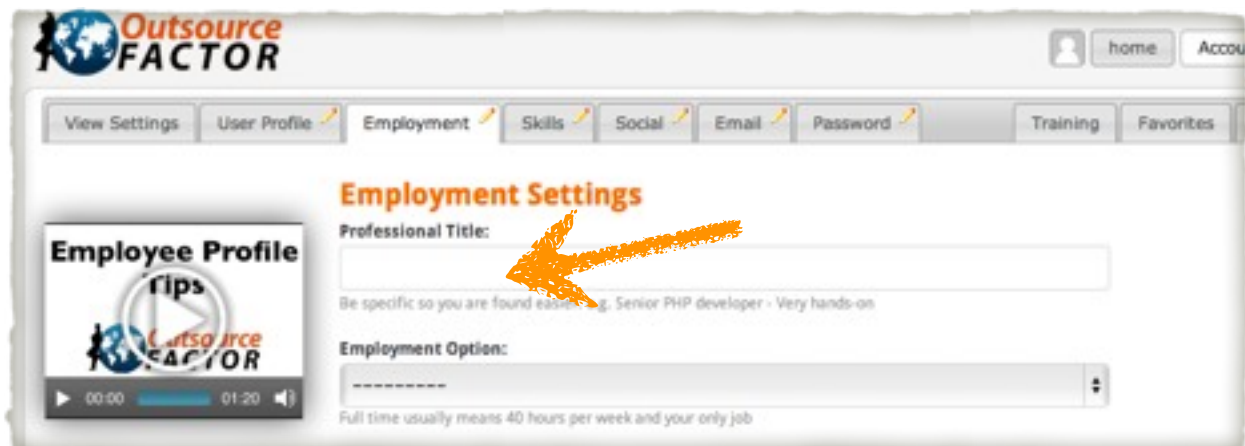 Outsource
FACTOR
home
View Settings
User Profile
Employment
Skills
Social
Email
Password
Training
Favorites
Employment Settings
Professional Title:
Be specific so you are found easier. e.g. Senior PHP developer - Very hands-on
Employment Option:
---------
Full time usually means 40 hours per week and your only job
Employee Profile
Tips
Outsource
FACTOR
00:00
01:20